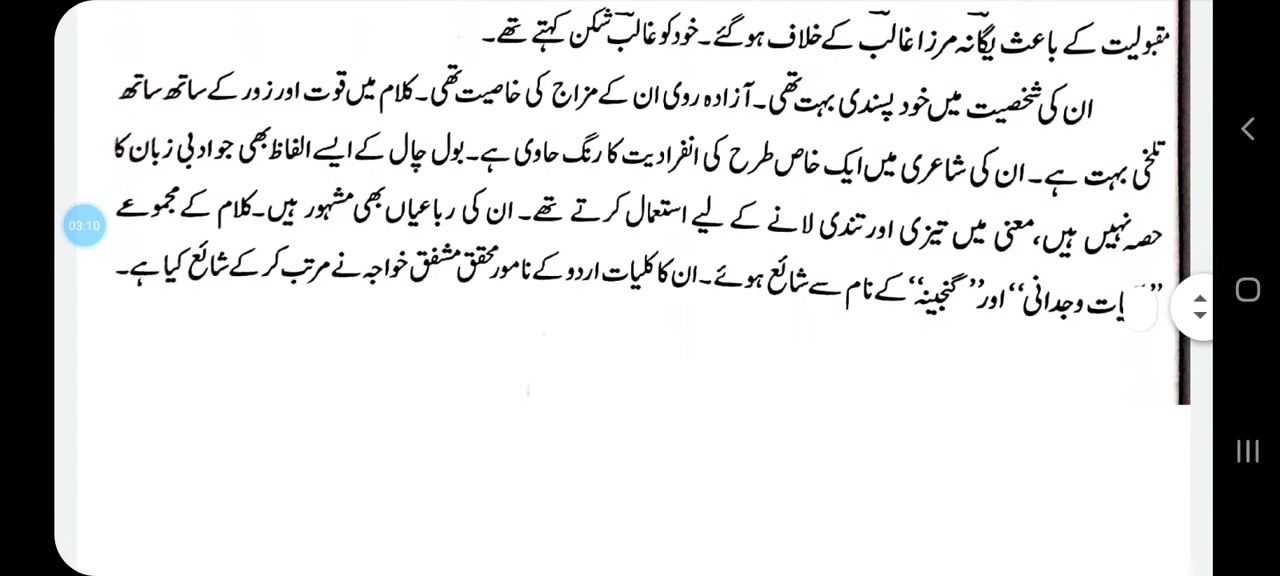 مقبولیت کے باعث یگانہ مرزا غالب کے خلاف ہوگئے۔ خود کو غالب شکن کہتے تھے۔
ان کی شخصیت میں خود پسندی بہت تھی۔ آزادہ روی ان کے مزاج کی خاصیت تھی۔ کلام میں قوت اور زور کے ساتھ ساتھ
تلخی بہت ہے۔ ان کی شاعری میں ایک خاص طرح کی انفرادیت کا رنگ حاوی ہے۔ بول چال کے ایسے الفاظ بھی جو ادبی زبان کا
حصہ نہیں ہیں، معنی میں تیزی اور تندی لانے کے لیے استعمال کرتے تھے۔ ان کی رباعیاں بھی مشہور ہیں۔ کلام کے مجموعے
وجدانی“ اور ”گنجینہ“ کے نام سے شائع ہوئے۔ ان کا کلیات اردو کے نامور محقق مشفق خواجہ نے مرتب کر کے شائع کیا ہے۔
03:10